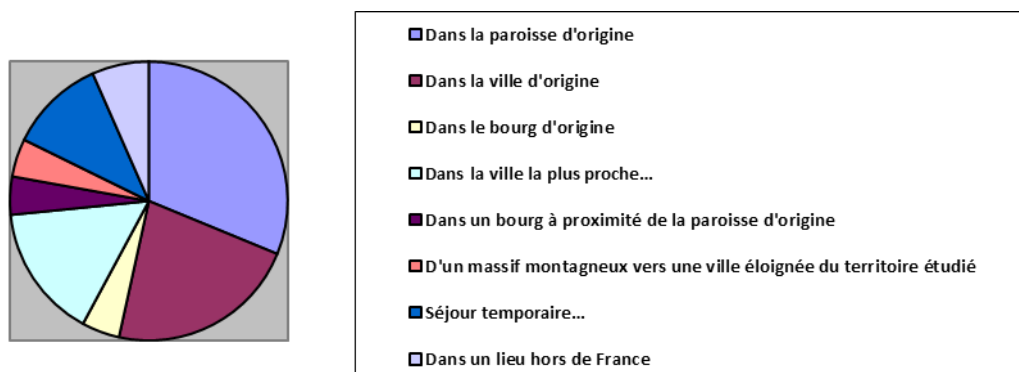 Dans la paroisse d'origine
Dans la ville d'origine
Dans le bourg d'origine
Dans la ville la plus proche...
Dans un bourg à proximité de la paroisse d'origine
D'un massif montagneux vers une ville éloignée du territoire étudié
Séjour temporaire...
Dans un lieu hors de France